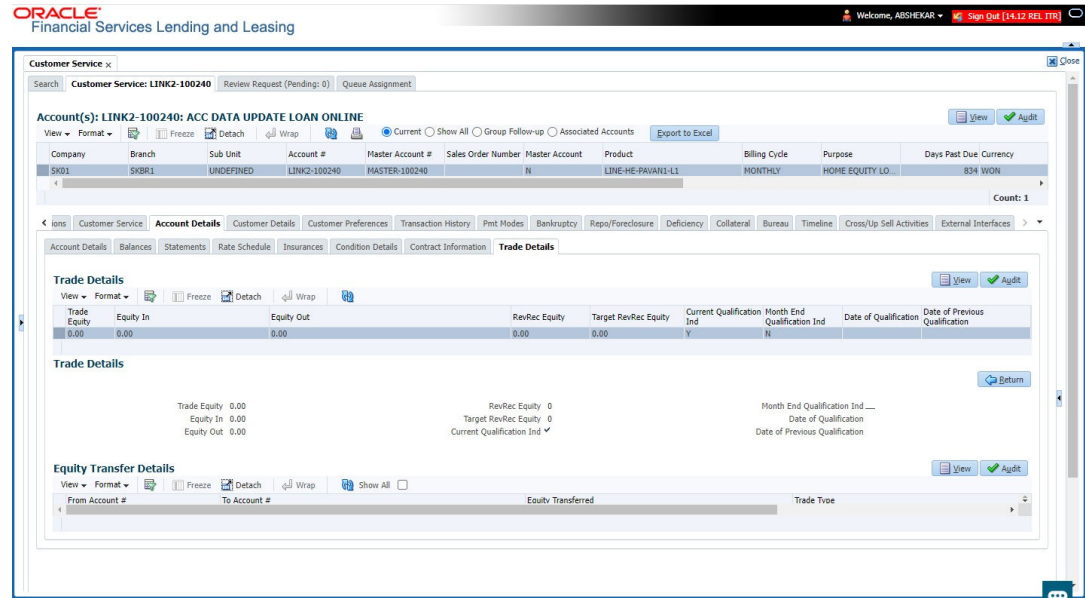 ORACLE
Financial Services Lending and Leasing
Welcome, ABSHEKAR
Sign Out [14.12 REL ITR]
Customer Service x
Close
Search Customer Service: LINK2-100240 Review Request (Pending: 0) Queue Assignment
Account(s): LINK2-100240: ACC DATA UPDATE LOAN ONLINE
View Audit
View Format Freeze Detach Wrap Current Show All Group Follow-up Associated Accounts Export to Excel
Company Branch Sub Unit Account # Master Account # Sales Order Number Master Account Product Billing Cycle Purpose Days Past Due Currency
SK01 SKBR1 UNDEFINED LINK2-100240 MASTER-100240 N LINE-HE-PAVAN1-L1 MONTHLY HOME EQUITY LO... 834 WON
Count: 1
ions Customer Service Account Details Customer Details Customer Preferences Transaction History Pmt Modes Bankruptcy Repo/Foreclosure Deficiency Collateral Bureau Timeline Cross/Up Sell Activities External Interfaces
Account Details Balances Statements Rate Schedule Insurances Condition Details Contract Information Trade Details
Trade Details
View Audit
View Format Freeze Detach Wrap
Trade Equity Equity In Equity Out RevRec Equity Target RevRec Equity Current Qualification Ind Month End Qualification Ind Date of Qualification Date of Previous Qualification
0.00 0.00 0.00 0.00 0.00 Y N
Trade Details
Return
Trade Equity 0.00 RevRec Equity 0 Month End Qualification Ind
Equity In 0.00 Target RevRec Equity 0 Date of Qualification
Equity Out 0.00 Current Qualification Ind Date of Previous Qualification
Equity Transfer Details
View Audit
View Format Freeze Detach Wrap Show All
From Account # To Account # Equity Transferred Trade Type